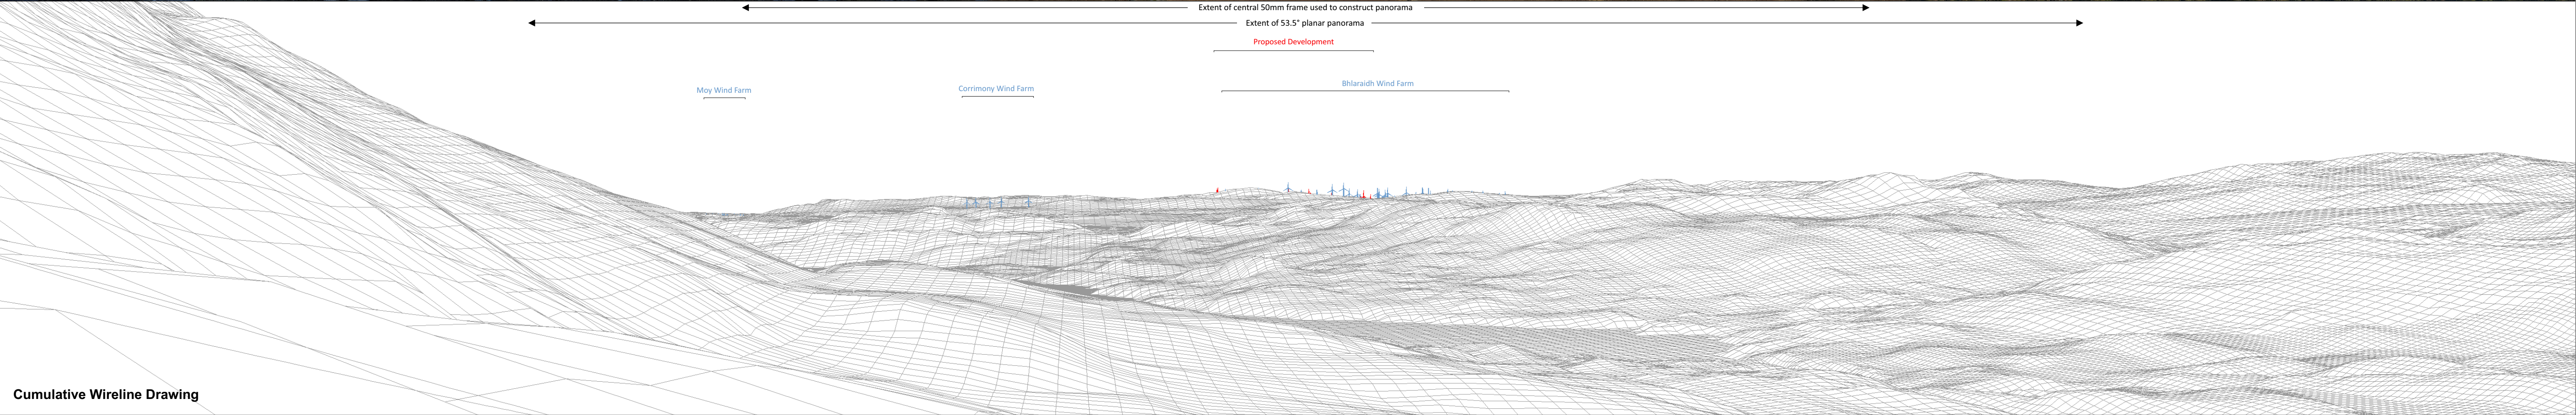 Extent of central 50mm frame used to construct panorama
Extent of 53.5° planar panorama
Proposed Development
Moy Wind Farm
Corrimony Wind Farm
Bhlaraidh Wind Farm
Cumulative Wireline Drawing